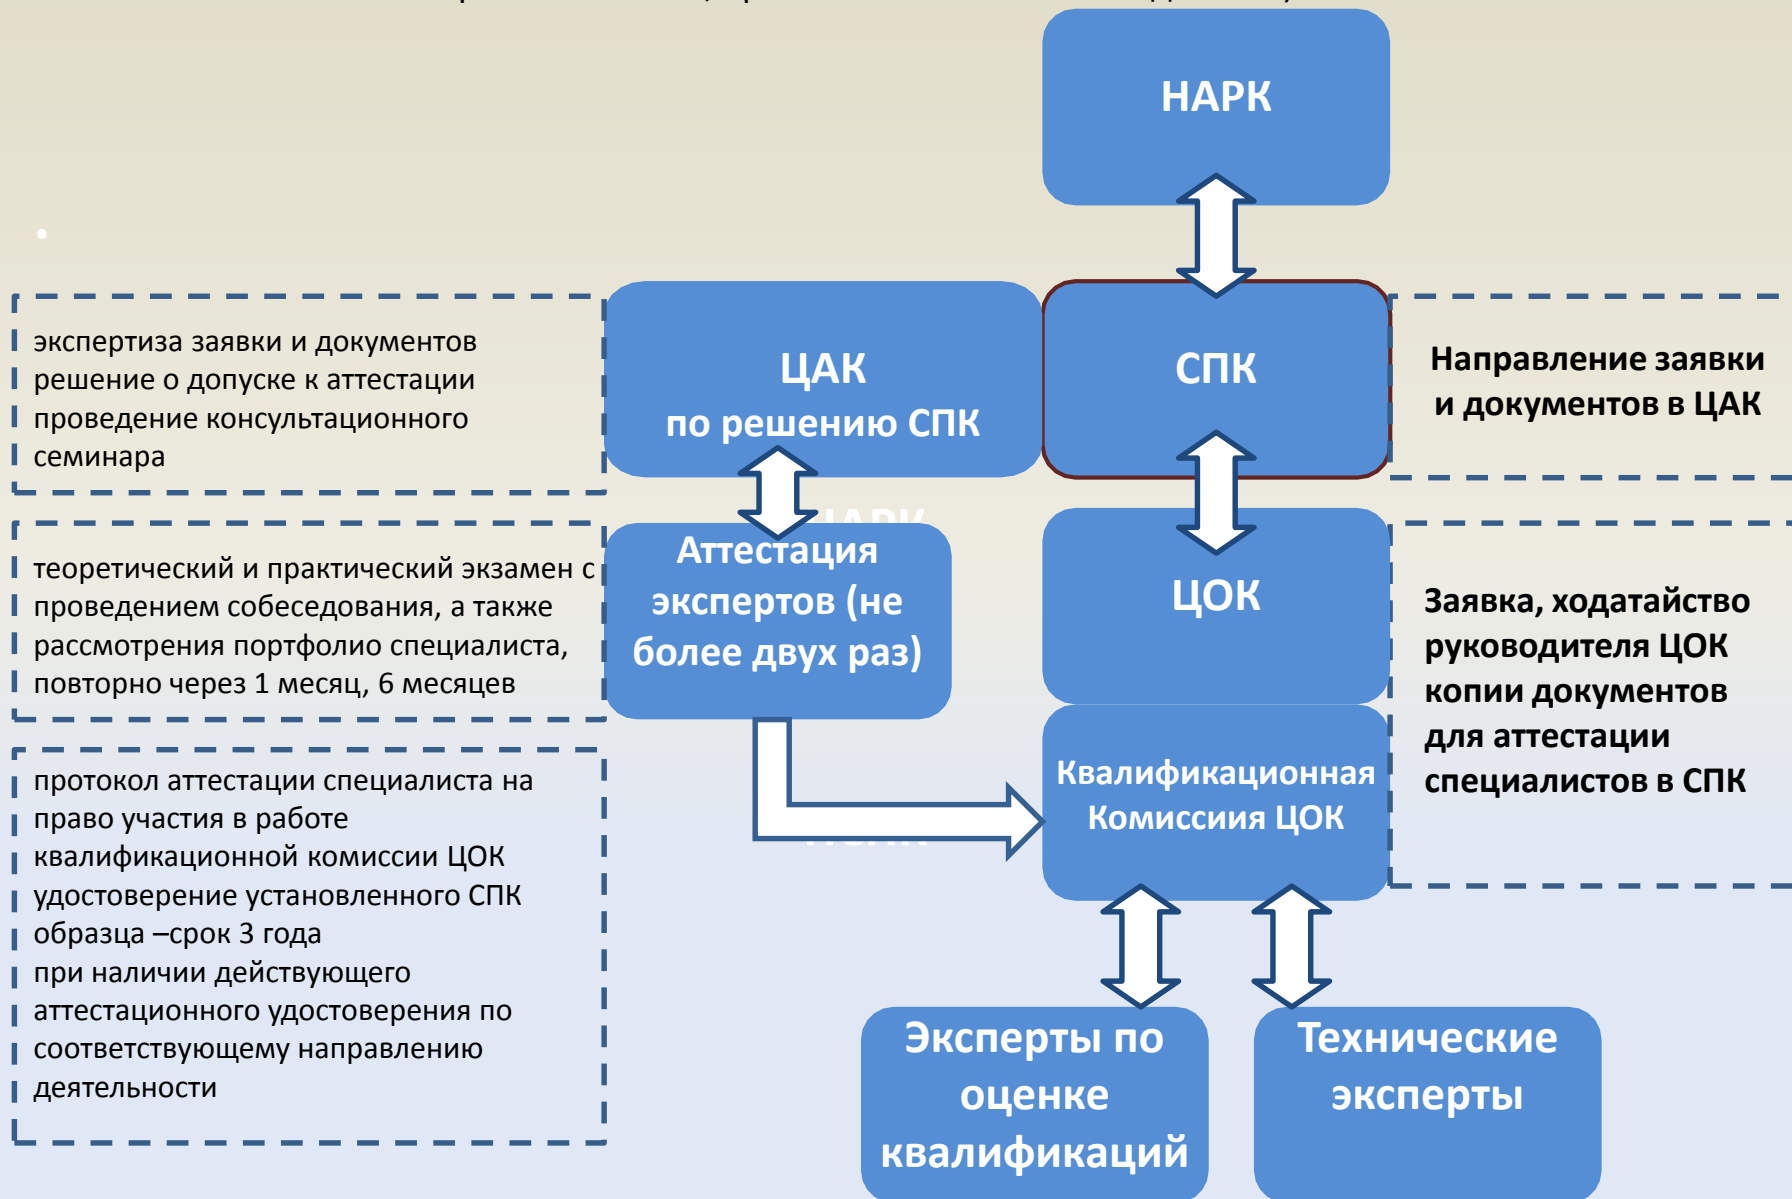 НАРК
ЦАК
по решению СПК
СПК
экспертиза заявки и документов
решение о допуске к аттестации
проведение консультационного
семинара
Направление заявки
и документов в ЦАК
Аттестация
экспертов (не
более двух раз)
ЦОК
теоретический и практический экзамен с
проведением собеседования, а также
рассмотрения портфолио специалиста,
повторно через 1 месяц, 6 месяцев
Заявка, ходатайство
руководителя ЦОК
копии документов
для аттестации
специалистов в СПК
Квалификационная
Комиссиия ЦОК
протокол аттестации специалиста на
право участия в работе
квалификационной комиссии ЦОК
удостоверение установленного СПК
образца –срок 3 года
при наличии действующего
аттестационного удостоверения по
соответствующему направлению
деятельности
Эксперты по
оценке
квалификаций
Технические
эксперты